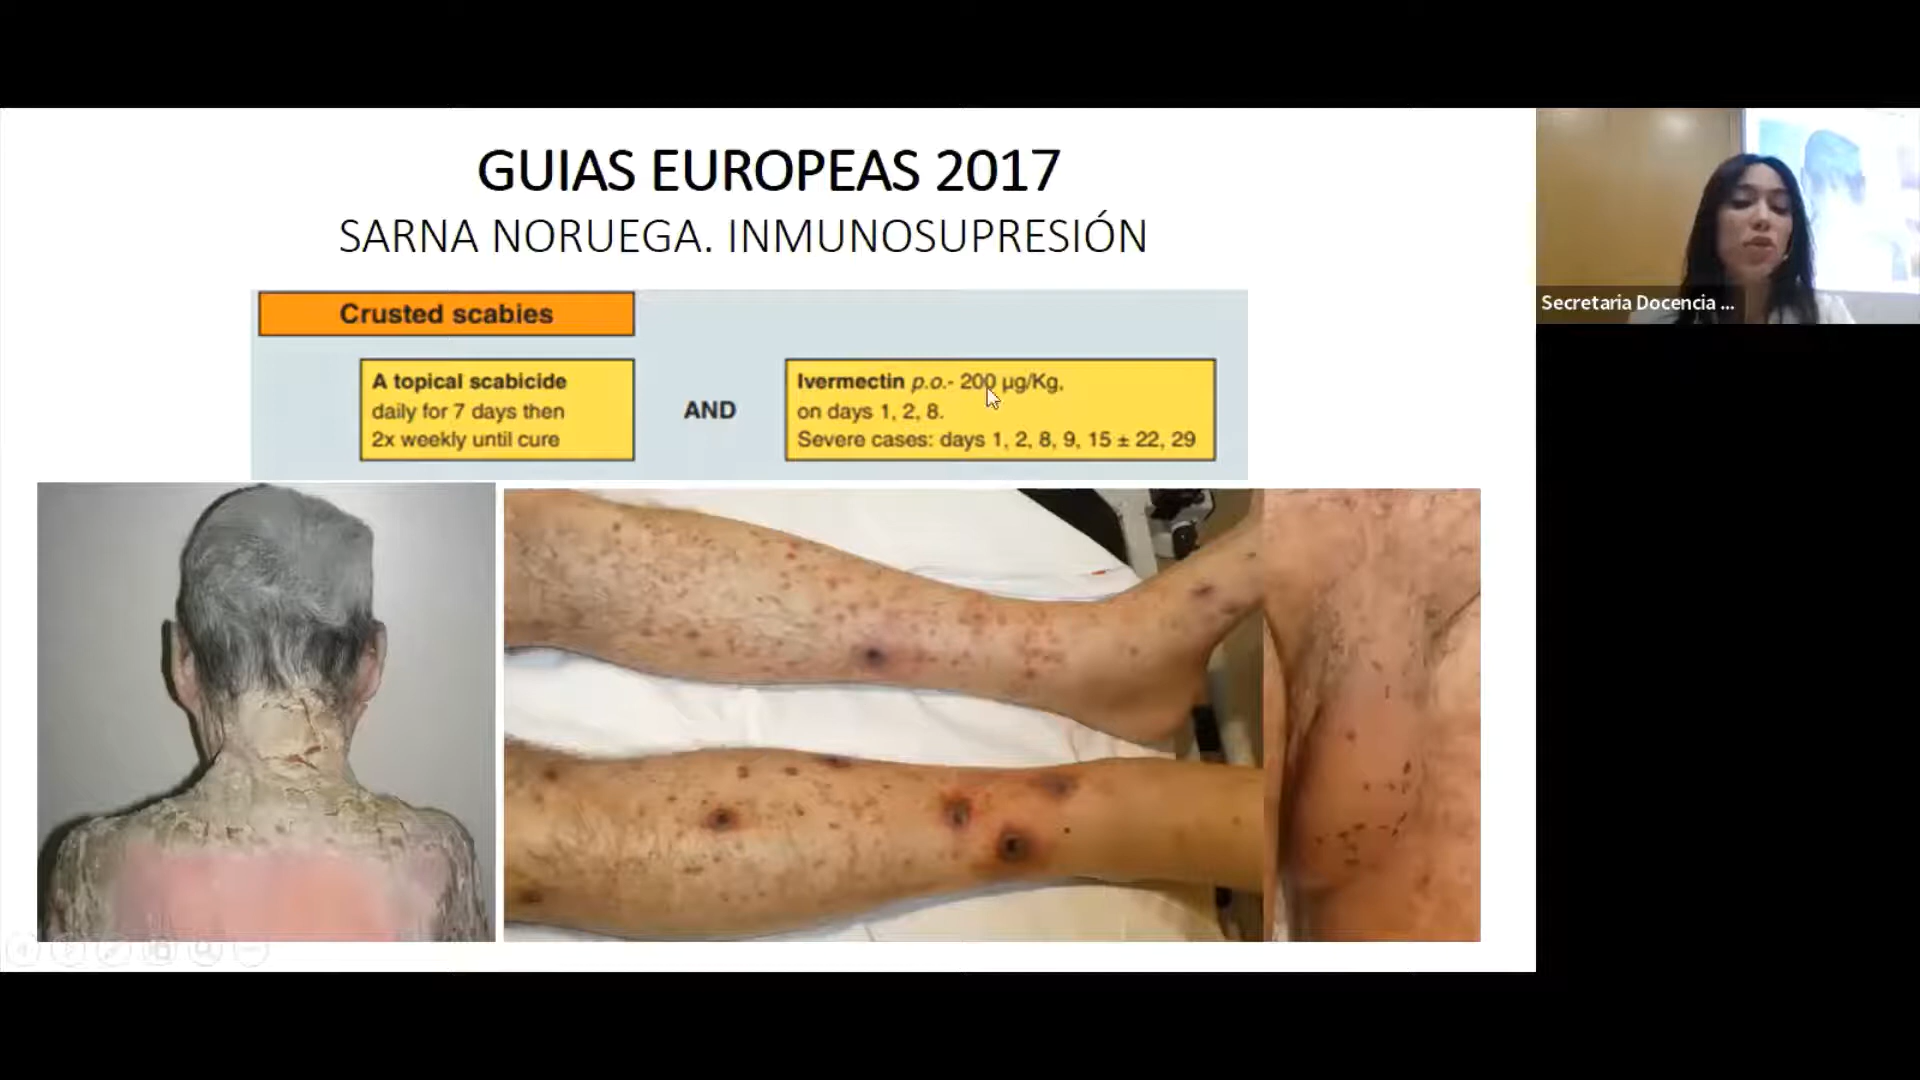 GUIAS EUROPEAS 2017
SARNA NORUEGA. INMUNOSUPRESIÓN
Crusted scabies
A topical scabicide
daily for 7 days then
2x weekly until cure
AND
Ivermectin p.o.- 200 µg/Kg,
on days 1, 2, 8.
Severe cases: days 1, 2, 8, 9, 15 ± 22, 29
Secretaria Docencia ...